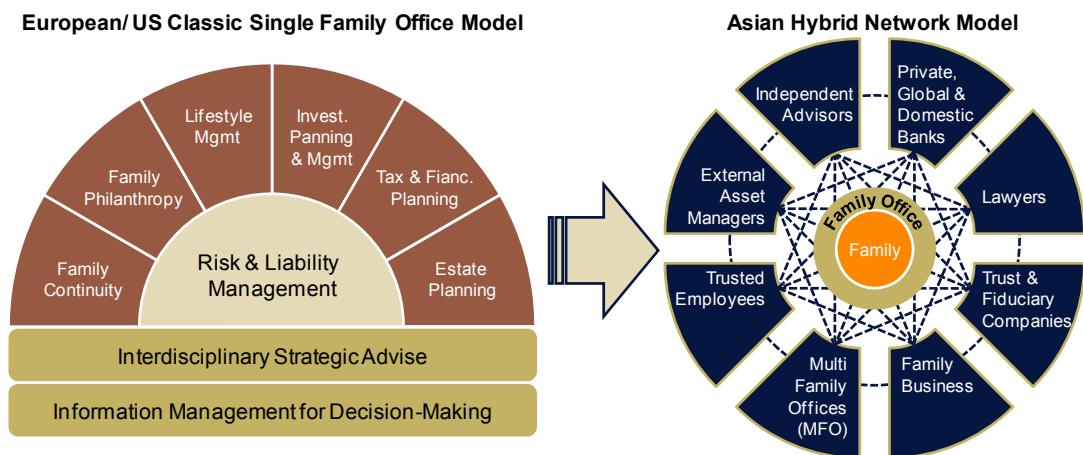 European/ US Classic Single Family Office Model
Family
Continuity
Family
Philanthropy
Lifestyle
Mgmt
Invest.
Panning
& Mgmt
Tax & Fianc.
Planning
Estate
Planning
Risk & Liability
Management
Interdisciplinary Strategic Advise
Information Management for Decision-Making
Asian Hybrid Network Model
Independent
Advisors
Private,
Global &
Domestic
Banks
External
Asset
Managers
Lawyers
Family Office
Family
Trusted
Employees
Trust &
Fiduciary
Companies
Multi
Family
Offices
(MFO)
Family
Business